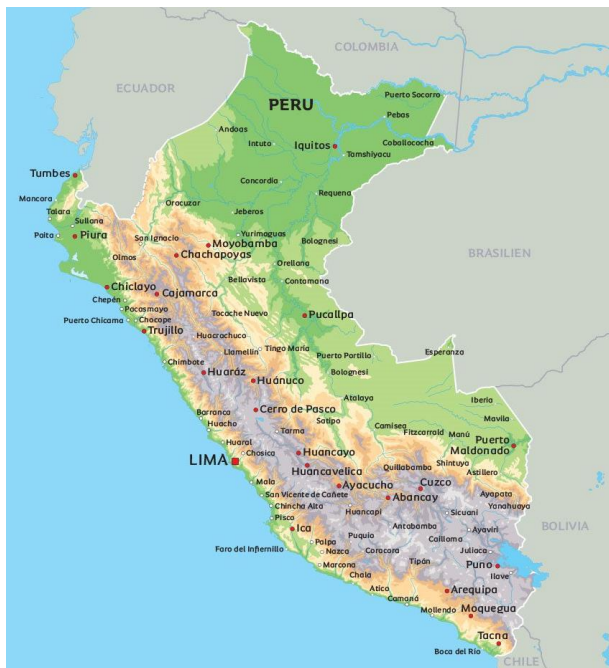 COLOMBIA
ECUADOR
PERU
Puerto Socorro
Pebas
Andoas
Caballococha
Intuto
Iquitos
Tamshiyacu
Tumbes
Concordia
Requena
Mancora
Orocuzar
Talara
Jeberos
Sullana
Paita
Piura
San Ignacio
Yurimaguas
Moyobamba
Bolognesi
BRASILIEN
Olmos
Chachapoyas
Orellana
Bellavista
Contamana
Chiclayo
Cajamarca
Chepén
Pacasmayo
Tocache Nuevo
Pucallpa
Puerto Chicama
Chocope
Trujillo
Huacrachuco
Llamellín
Tingo María
Esperanza
Puerto Portillo
Chimbote
Huaráz
Bolognesi
Huánuco
Atalaya
Iberia
Barranca
Cerro de Pasco
Mavila
Huacho
Satipo
Camisea
Fitzcarrald
Manú
Tarma
Puerto
Maldonado
Huaral
Chosica
Huancayo
LIMA
Huancavelica
Quillabamba
Shintuya
Astillero
Mala
Ayacucho
Cuzco
Ayapata
San Vicente de Cañete
Abancay
Yanahuaya
Chincha Alta
Huancapi
Sicuani
Pisco
Ica
Antabamba
Ayaviri
BOLIVIA
Palpa
Puquio
Cailloma
Faro del Infiernillo
Nazca
Coracora
Juliaca
Marcona
Tipán
Puno
Chala
Ilave
Atico
Arequipa
Camaná
Mollendo
Moquegua
Tacna
Boca del Río
CHILE